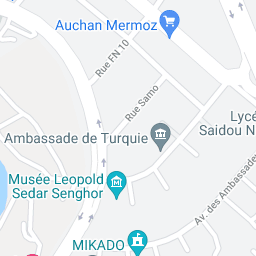 Auchan Mermoz
Rue FN 10
Rue Samo
Lycé
Saidou N
Ambassade de Turquie
Musée Leopold
Sedar Senghor
Av. des Ambassade
MIKADO